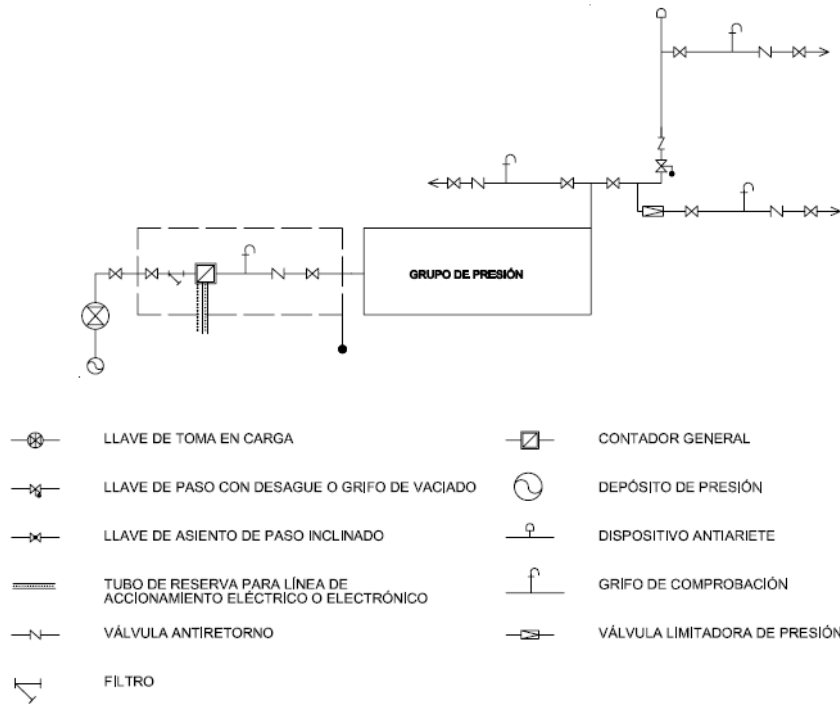 GRUPO DE PRESIÓN
LLAVE DE TOMA EN CARGA
CONTADOR GENERAL
LLAVE DE PASO CON DESAGUE O GRIFO DE VACIADO
DEPÓSITO DE PRESIÓN
LLAVE DE ASIENTO DE PASO INCLINADO
DISPOSITIVO ANTIARIETE
TUBO DE RESERVA PARA LÍNEA DE
ACCIONAMIENTO ELÉCTRICO O ELECTRÓNICO
GRIFO DE COMPROBACIÓN
VÁLVULA ANTIRETORNO
VÁLVULA LIMITADORA DE PRESIÓN
FILTRO